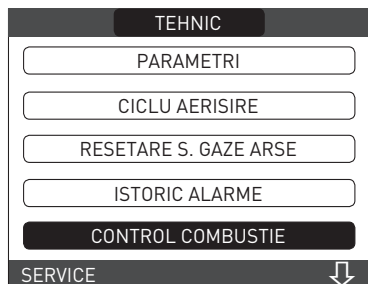 TEHNIC
PARAMETRI
CICLU AERISIRE
RESETARE S. GAZE ARSE
ISTORIC ALARME
CONTROL COMBUSTIE
SERVICE